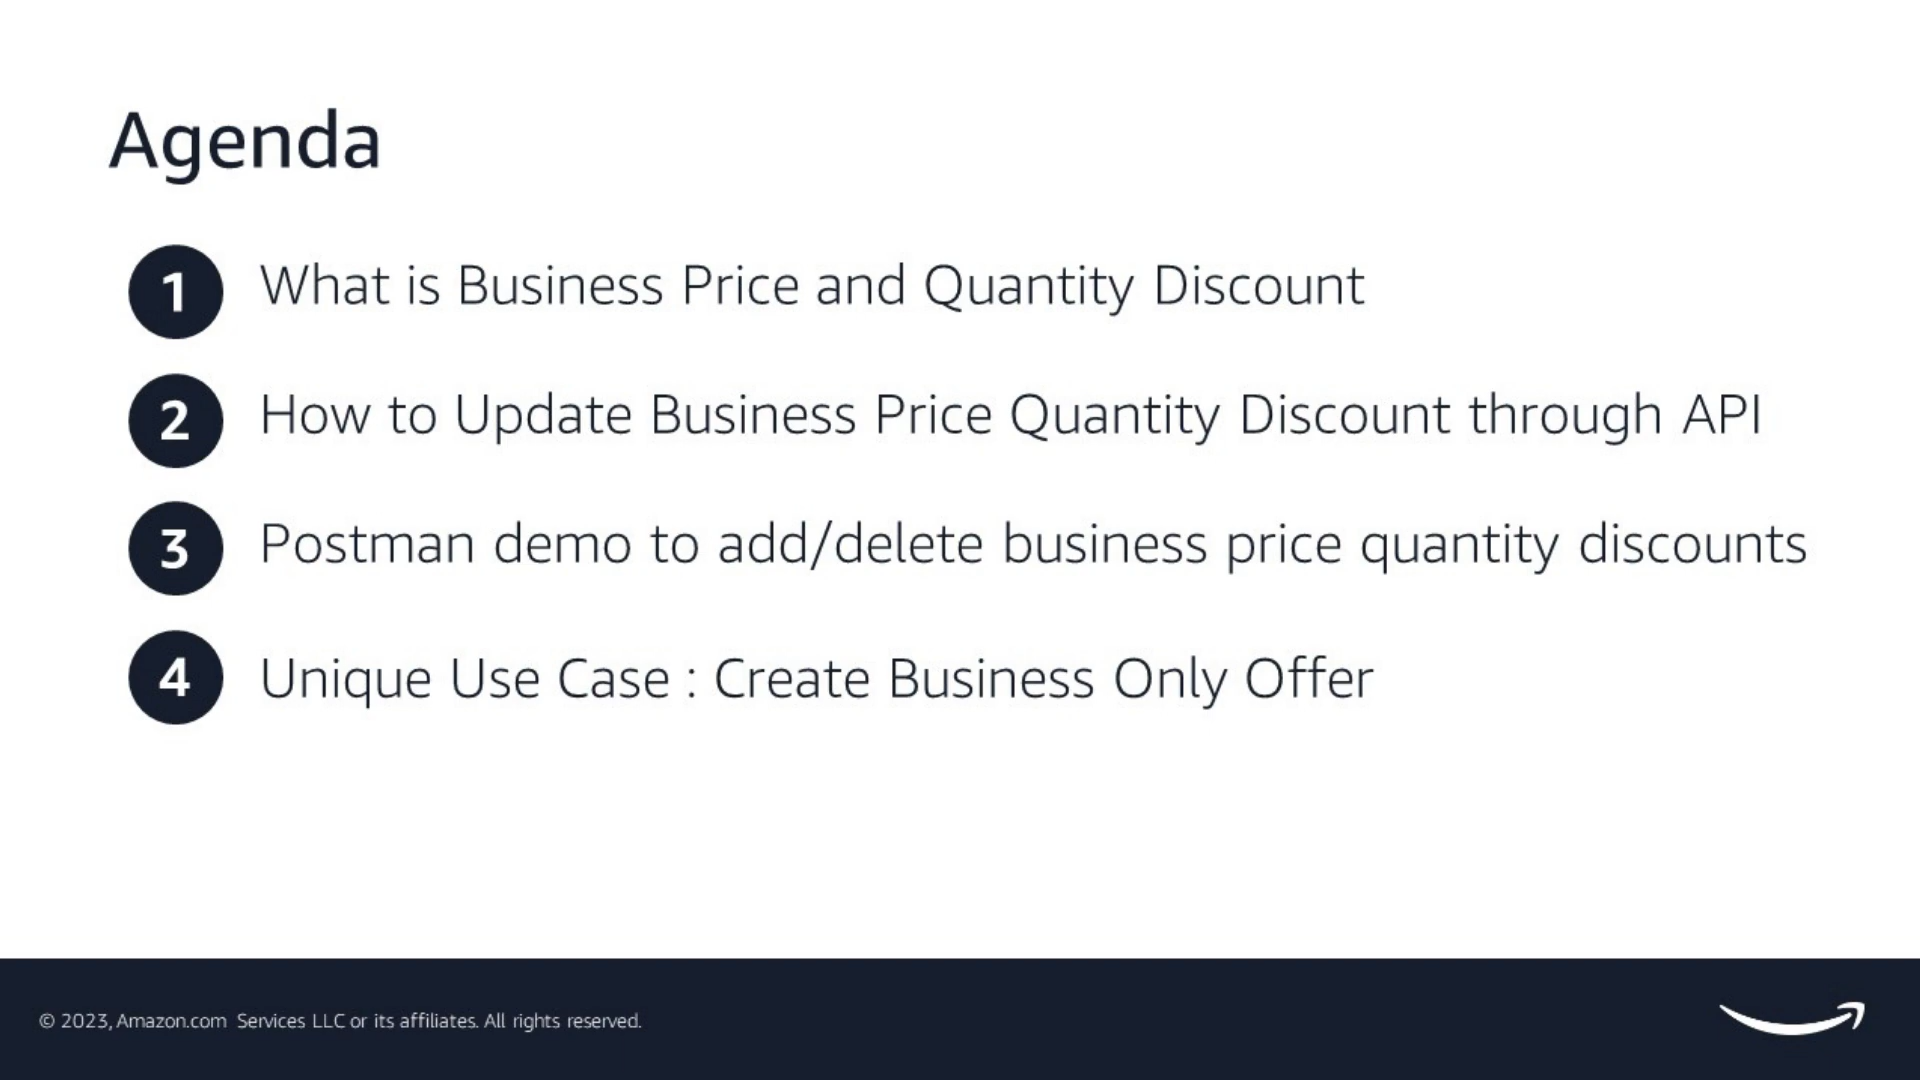 Agenda
1 What is Business Price and Quantity Discount
2 How to Update Business Price Quantity Discount through API
3 Postman demo to add/delete business price quantity discounts
4 Unique Use Case : Create Business Only Offer
© 2023, Amazon.com Services LLC or its affiliates. All rights reserved.